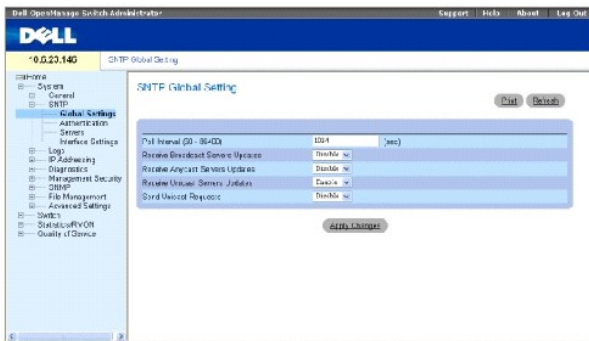 Dell OpenManage Switch Administrator
Support Help About Log Out
DELL
10.6.23.146
SNTP Global Setting
Home
System
General
SNTP
Global Settings
Authentication
Servers
Interface Settings
Logs
IP Addressing
Diagnostics
Management Security
SNMP
File Management
Advanced Settings
Switch
Statistics/RMON
Quality of Service
SNTP Global Setting
Print Refresh
Poll Interval (60 - 86400) 1024 (sec)
Receive Broadcast Servers Updates Disable
Receive Anycast Servers Updates Disable
Receive Unicast Servers Updates Enable
Send Unicast Requests Disable
Apply Changes